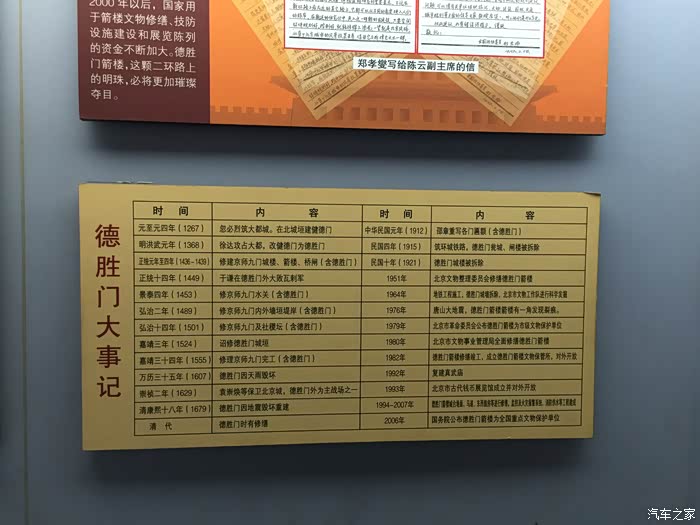 2000年以后，国家用
于箭楼文物修缮、技防
设施建设和展览陈列
的资金不断加大。德胜
门箭楼，这颗二环路上
的明珠，必将更加璀璨
夺目。
郑孝燮写给陈云副主席的信
德胜门大事记
时 间 内 容
元至元四年（1267） 忽必烈筑大都城。在北城垣建健德门
明洪武元年（1368） 徐达攻占大都。改健德门为德胜门
正统元年至四年（1436-1439） 修建京师九门城楼、箭楼、桥闸（含德胜门）
正统十四年（1449） 于谦在德胜门外大败瓦剌军
景泰四年（1453） 修京师九门水关（含德胜门）
弘治二年（1489） 修京师九门内外墙垣堤岸（含德胜门）
弘治十四年（1501） 修京师九门及社稷坛（含德胜门）
嘉靖三年（1524） 诏修德胜门城垣
嘉靖三十四年（1555） 修理京师九门完工（含德胜门）
万历三十五年（1607） 德胜门因天雨毁坏
崇祯二年（1629） 袁崇焕等保卫北京城，德胜门外为主战场之一
清康熙十八年（1679） 德胜门因地震毁坏重建
清 代 德胜门时有修缮
时 间 内 容
中华民国元年（1912） 邵章重写各门匾额（含德胜门）
民国四年（1915） 筑环城铁路。德胜门瓮城、闸楼被拆除
民国十年（1921） 德胜门城楼被拆除
1951年 北京文物整理委员会修缮德胜门箭楼
1964年 地铁工程施工，德胜门城墙拆除，北京市文物工作队进行科学发掘
1976年 唐山大地震，德胜门箭楼箭楼有一角发现裂痕。
1979年 北京市革命委员会公布德胜门箭楼为市级文物保护单位
1980年 北京市文物事业管理局全面修缮德胜门箭楼
1982年 德胜门箭楼修缮竣工，成立德胜门箭楼文物保管所，对外开放
1992年 复建真武庙
1993年 北京市古代钱币展览馆成立并对外开放
1994-2007年
2006年 国务院公布德胜门箭楼为全国重点文物保护单位
汽车之家